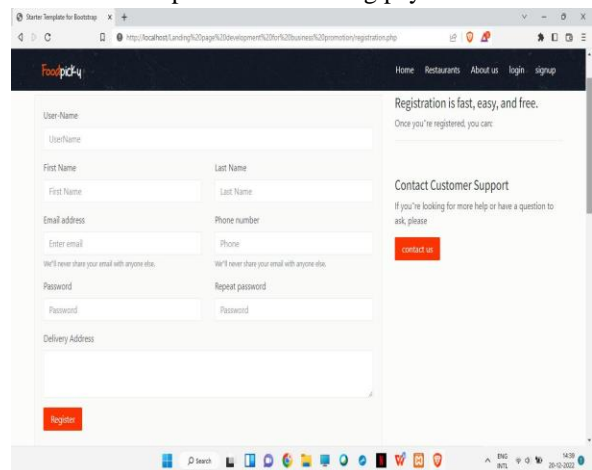 Starter Template for Bootstrap
http://localhost/Landing%20page%20development%20for%20business%20promotion/registration.php
Foodpicky
Home Restaurants About us login signup
User-Name
UserName
First Name Last Name
First Name Last Name
Email address Phone number
Enter email Phone
We"ll never share your email with anyone else. We"ll never share your email with anyone else.
Password Repeat password
Password Password
Delivery Address
Register
Registration is fast, easy, and free.
Once you"re registered, you can:
Contact Customer Support
If you"re looking for more help or have a question to
ask, please
contact us
Search
ENG
INTL
14:38
20-12-2022